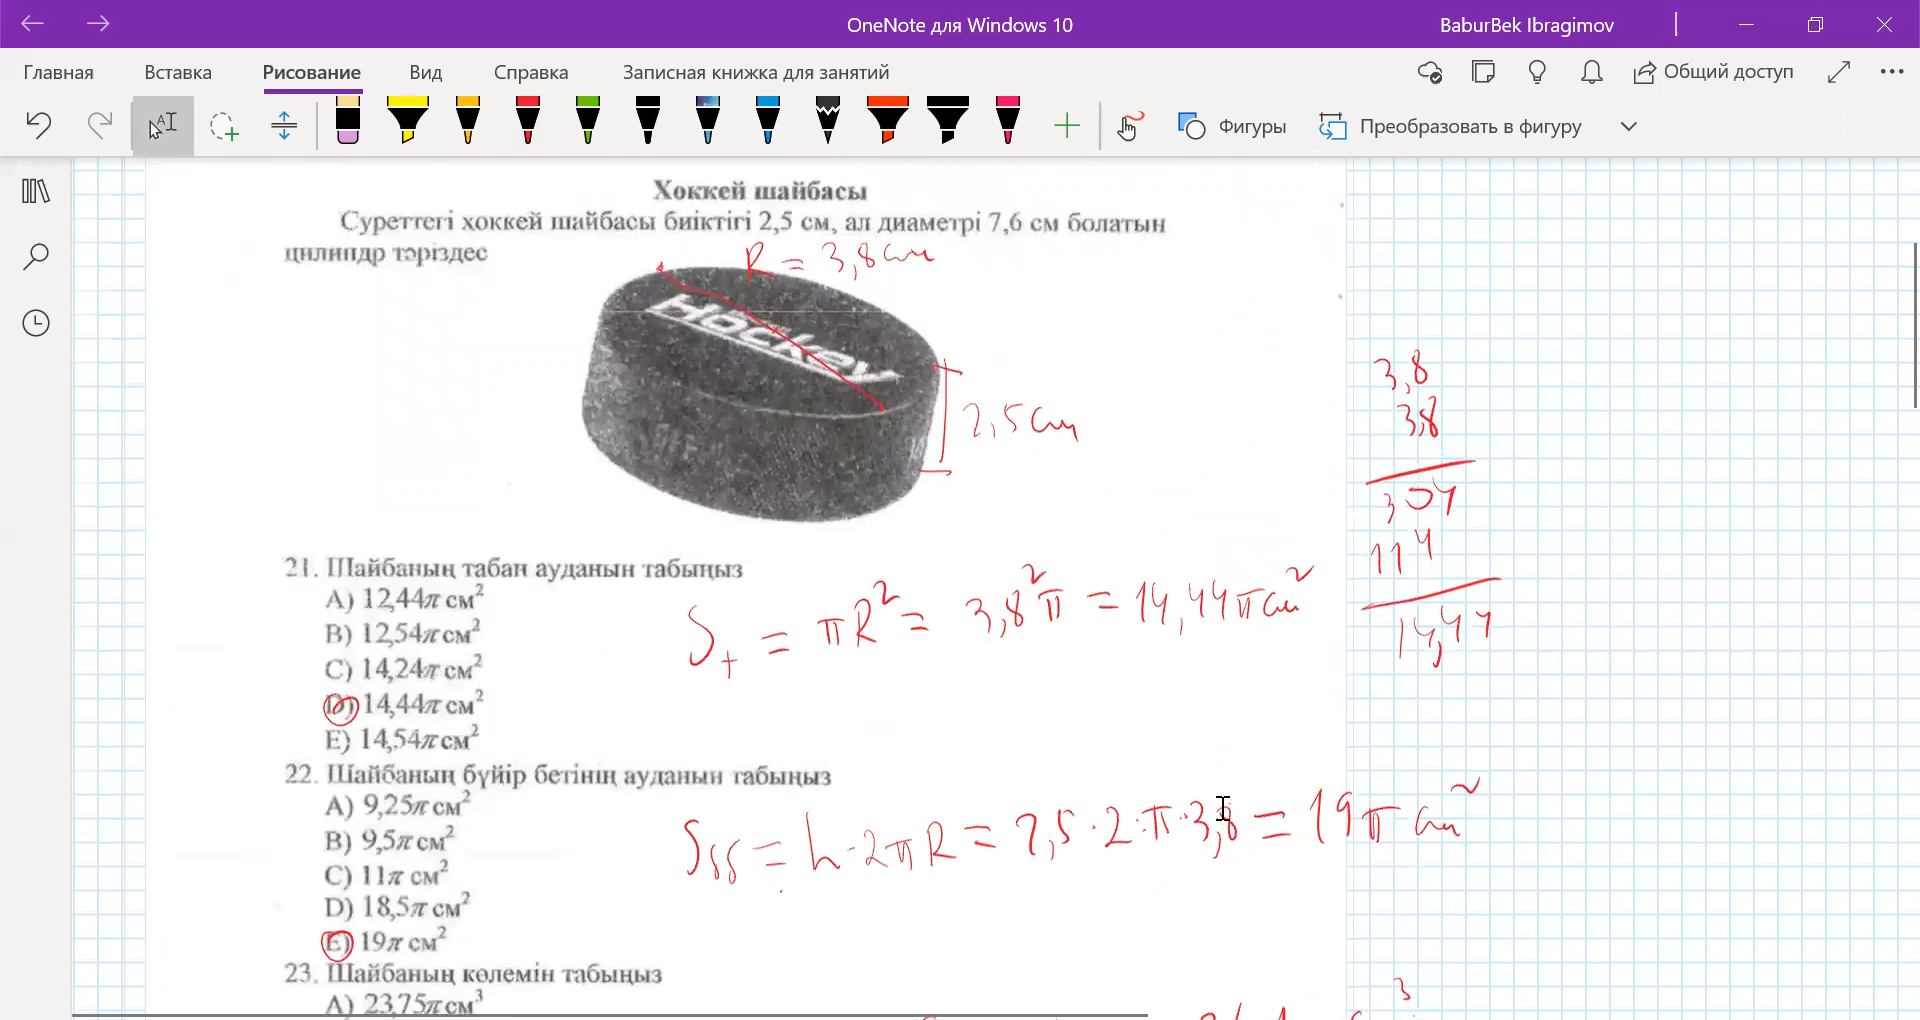 OneNote для Windows 10
BaburBek Ibragimov
Главная Вставка Рисование Вид Справка Записная книжка для занятий
Общий доступ
Фигуры
Преобразовать в фигуру
Хоккей шайбасы
Суреттегі хоккей шайбасы биіктігі 2,5 см, ал диаметрі 7,6 см болатын
цилиндр тәріздес
R = 3,8 см
Hockey
2,5 см
3,8
3,8
304
114
14,44
21. Шайбаның табан ауданын табыңыз
A) 12,44π см²
B) 12,54π см²
C) 14,24π см²
D) 14,44π см²
E) 14,54π см²
S_T = πR² = 3,8²π = 14,44π см²
22. Шайбаның бүйір бетінің ауданын табыңыз
A) 9,25π см²
B) 9,5π см²
C) 11π см²
D) 18,5π см²
E) 19π см²
S_бб = h·2πR = 2,5·2·π·3,8 = 19π см²
23. Шайбаның көлемін табыңыз
A) 23,75π см³
3